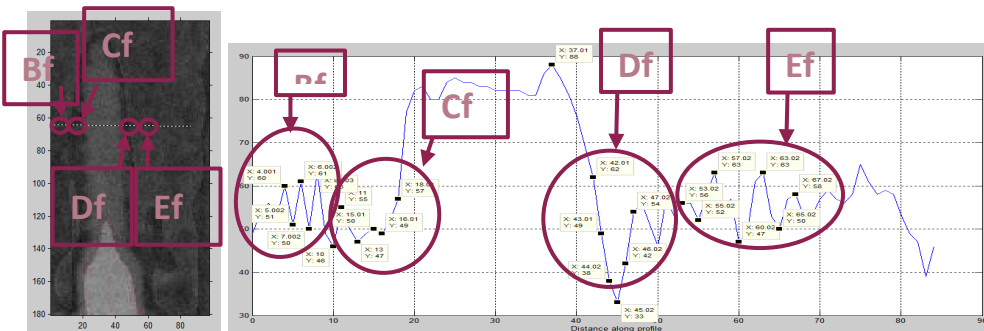 Cf
Bf
20
40
60
80
100
120
140
160
180
Df
Ef
20 40 60 80
Bf
Cf
Df
Ef
90
80
70
60
50
40
30
X: 4.001
Y: 60
X: 5.002
Y: 51
X: 6.002
Y: 61
X: 7.002
Y: 50
X: 10
Y: 46
X: 11
Y: 55
X: 15.01
Y: 50
X: 13
Y: 47
X: 16.01
Y: 49
X: 18.01
Y: 57
X: 37.01
Y: 88
X: 42.01
Y: 62
X: 43.01
Y: 49
X: 44.02
Y: 38
X: 45.02
Y: 33
X: 46.02
Y: 42
X: 47.02
Y: 54
X: 53.02
Y: 56
X: 55.02
Y: 52
X: 57.02
Y: 63
X: 60.02
Y: 47
X: 63.02
Y: 63
X: 65.02
Y: 50
X: 67.02
Y: 58
0 10 20 30 40 50 60 70 80 90
Distance along profile